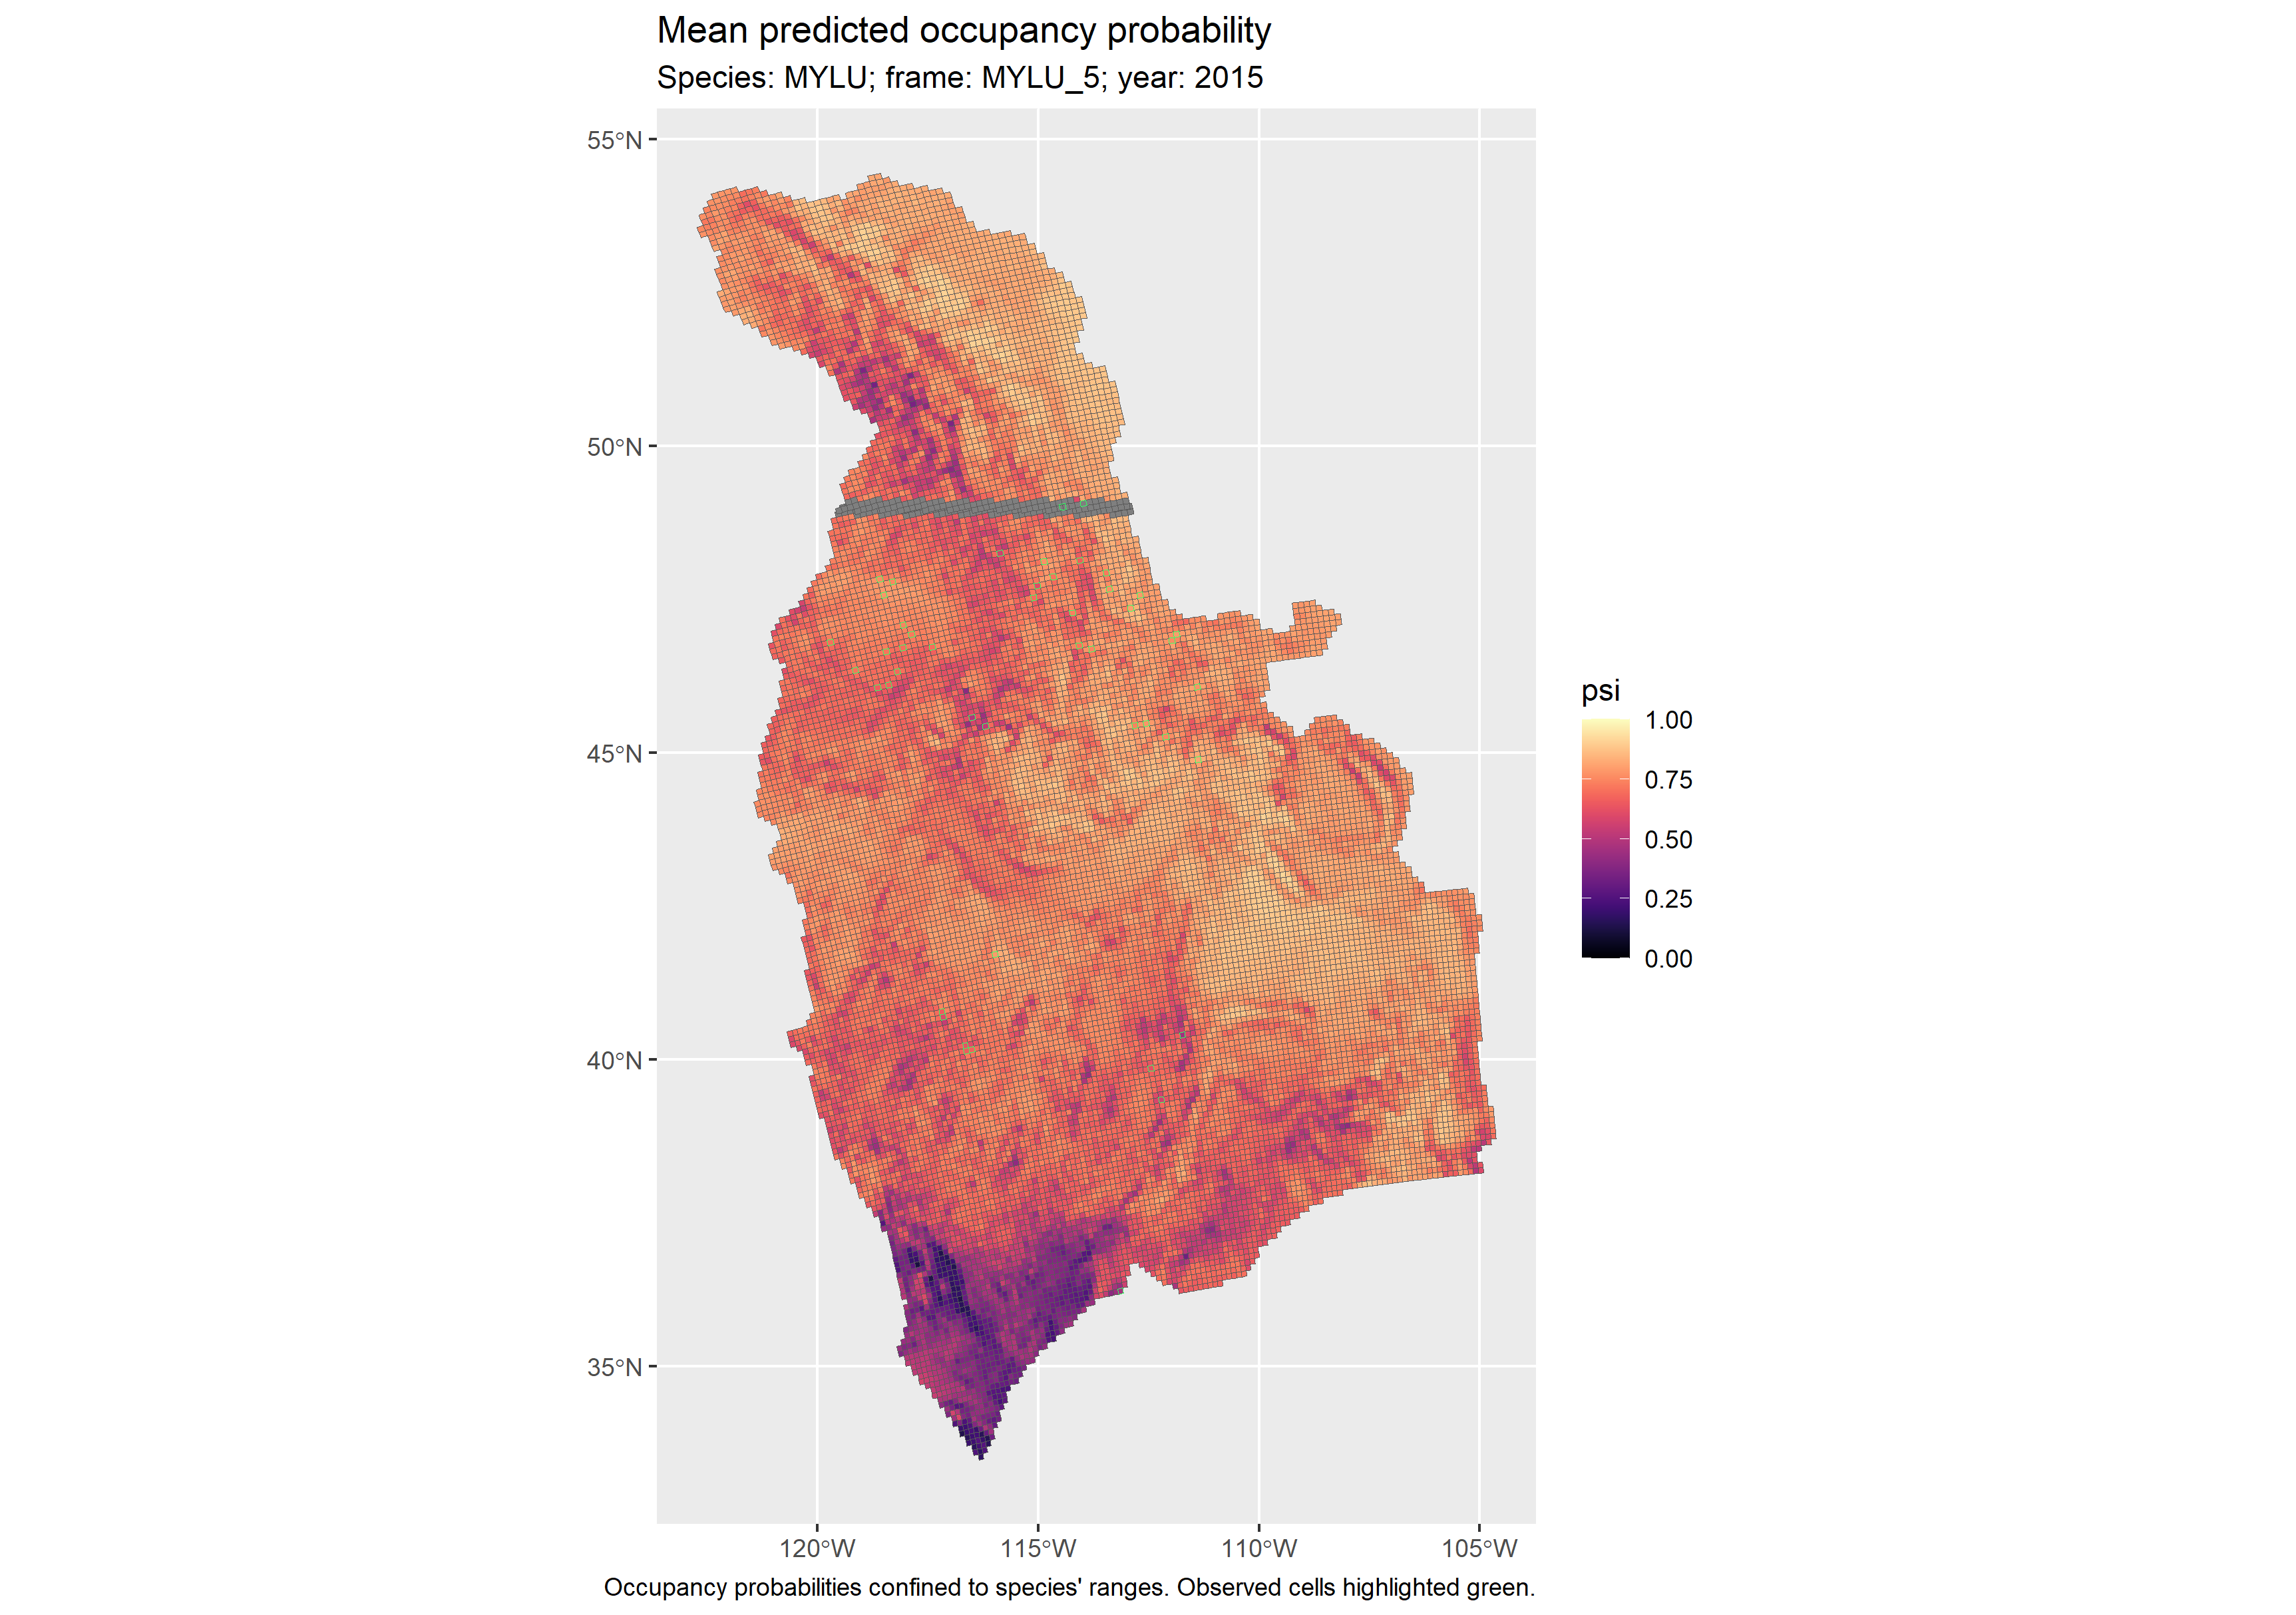 Mean predicted occupancy probability
Species: MYLU; frame: MYLU_5; year: 2015
55°N
50°N
45°N
40°N
35°N
120°W
115°W
110°W
105°W
psi
1.00
0.75
0.50
0.25
0.00
Occupancy probabilities confined to species' ranges. Observed cells highlighted green.